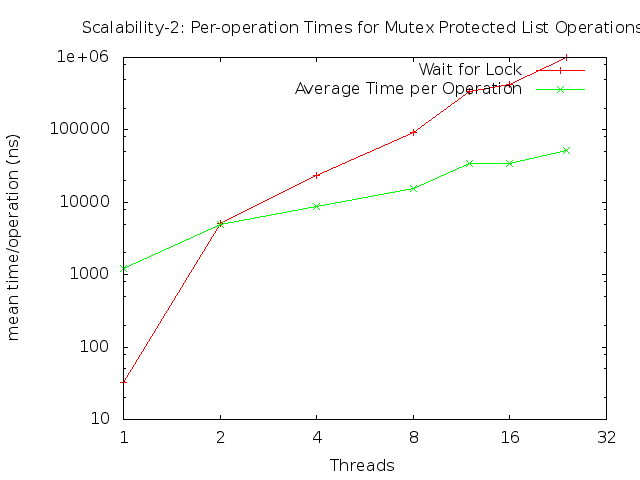 Scalability-2: Per-operation Times for Mutex Protected List Operations
1e+06
Wait for Lock
Average Time per Operation
100000
10000
1000
100
10
mean time/operation (ns)
1 2 4 8 16 32
Threads